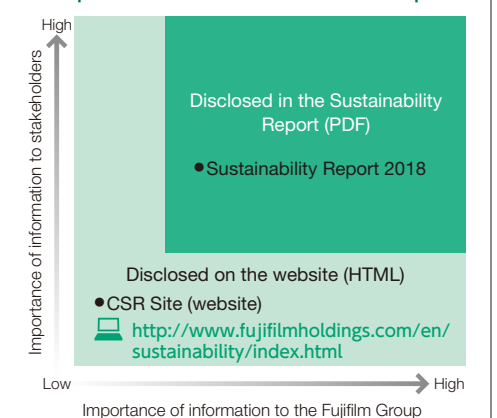 High
Importance of information to stakeholders
Disclosed in the Sustainability
Report (PDF)
●Sustainability Report 2018
Disclosed on the website (HTML)
●CSR Site (website)
http://www.fujifilmholdings.com/en/
sustainability/index.html
Low
High
Importance of information to the Fujifilm Group